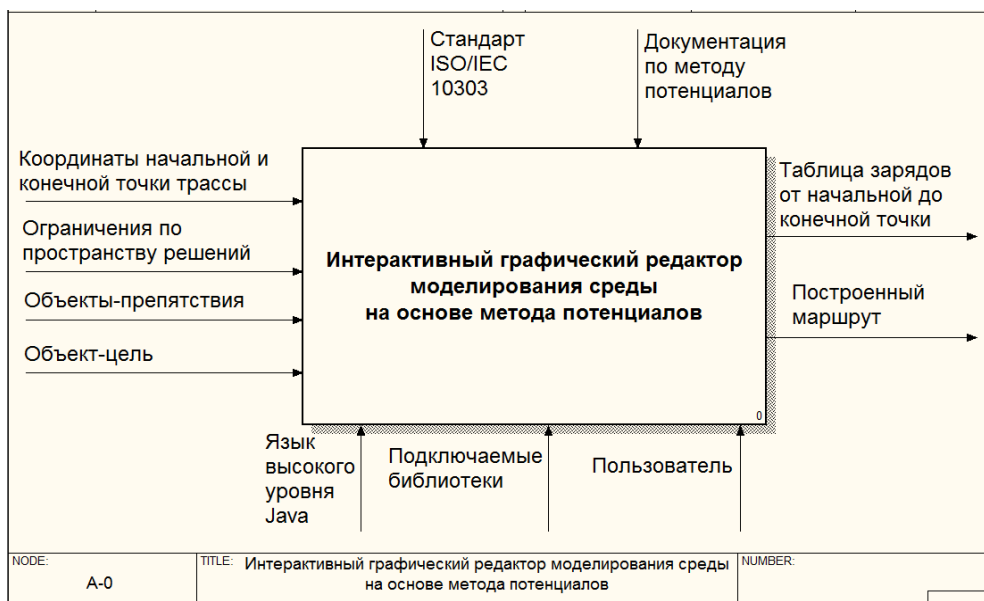 Стандарт
ISO/IEC
10303
Документация
по методу
потенциалов
Координаты начальной и
конечной точки трассы
Ограничения по
пространству решений
Объекты-препятствия
Объект-цель
Интерактивный графический редактор
моделирования среды
на основе метода потенциалов
0
Таблица зарядов
от начальной до
конечной точки
Построенный
маршрут
Язык
высокого
уровня
Java
Подключаемые
библиотеки
Пользователь
NODE:
A-0
TITLE:
Интерактивный графический редактор моделирования среды
на основе метода потенциалов
NUMBER: